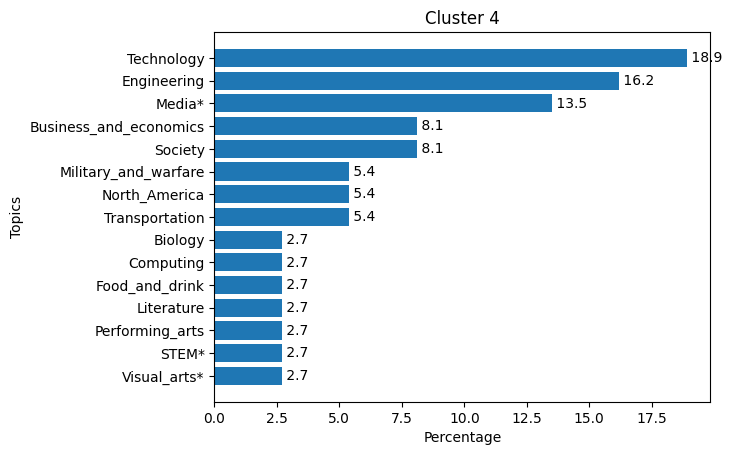 Cluster 4
Topics
Technology 18.9
Engineering 16.2
Media* 13.5
Business_and_economics 8.1
Society 8.1
Military_and_warfare 5.4
North_America 5.4
Transportation 5.4
Biology 2.7
Computing 2.7
Food_and_drink 2.7
Literature 2.7
Performing_arts 2.7
STEM* 2.7
Visual_arts* 2.7
0.0 2.5 5.0 7.5 10.0 12.5 15.0 17.5
Percentage